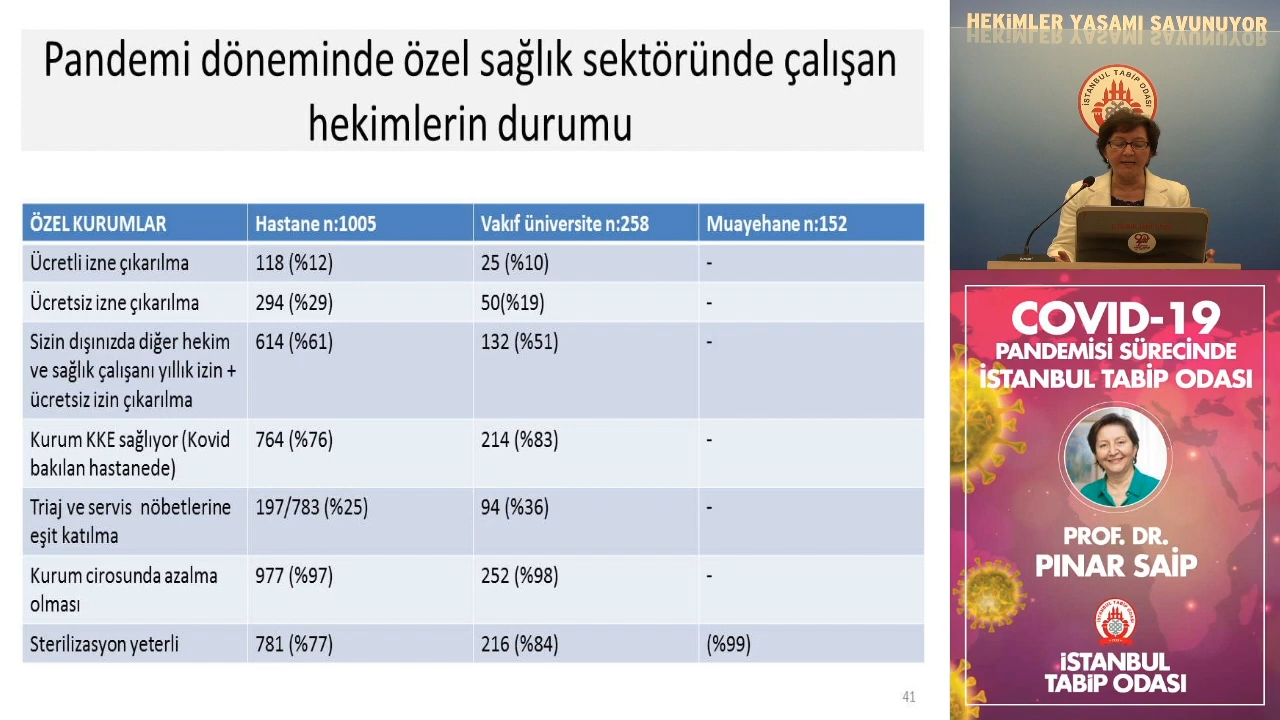 Pandemi döneminde özel sağlık sektöründe çalışan
hekimlerin durumu
ÖZEL KURUMLAR Hastane n:1005 Vakıf üniversite n:258 Muayehane n:152
Ücretli izne çıkarılma 118 (%12) 25 (%10) -
Ücretsiz izne çıkarılma 294 (%29) 50(%19) -
Sizin dışınızda diğer hekim 614 (%61) 132 (%51) -
ve sağlık çalışanı yıllık izin +
ücretsiz izin çıkarılma
Kurum KKE sağlıyor (Kovid 764 (%76) 214 (%83) -
bakılan hastanede)
Triaj ve servis nöbetlerine 197/783 (%25) 94 (%36) -
eşit katılma
Kurum cirosunda azalma 977 (%97) 252 (%98) -
olması
Sterilizasyon yeterli 781 (%77) 216 (%84) (%99)
41
HEKİMLER YAŞAMI SAVUNUYOR
İSTANBUL TABİP ODASI
COVID-19
PANDEMİSİ SÜRECİNDE
İSTANBUL TABİP ODASI
PROF. DR.
PINAR SAİP
İSTANBUL
TABİP ODASI